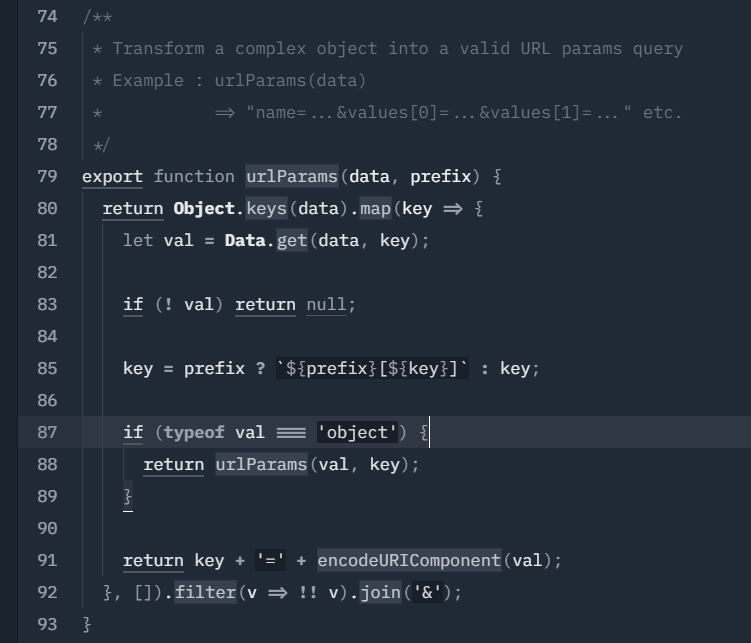 74 /**
75  * Transform a complex object into a valid URL params query
76  * Example : urlParams(data)
77  *           => "name=...&values[0]=...&values[1]=..." etc.
78  */
79 export function urlParams(data, prefix) {
80   return Object.keys(data).map(key => {
81     let val = Data.get(data, key);
82
83     if (! val) return null;
84
85     key = prefix ? `${prefix}[${key}]` : key;
86
87     if (typeof val === 'object') {
88       return urlParams(val, key);
89     }
90
91     return key + '=' + encodeURIComponent(val);
92   }, []).filter(v => !! v).join('&');
93 }